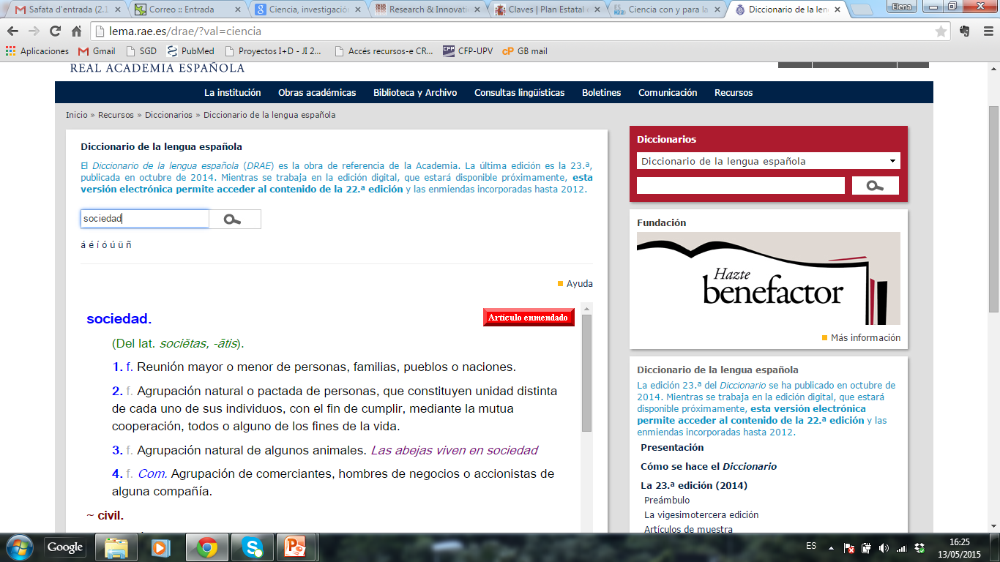 Safata d'entrada (2.1
Correo :: Entrada
Ciencia, investigación
Research & Innovati
Claves | Plan Estatal
Ciencia con y para la
Diccionario de la len
Elena
lema.rae.es/drae/?val=ciencia
Aplicaciones
Gmail
SGD
PubMed
Proyectos I+D - JI 2...
Accés recursos-e CR...
CFP-UPV
GB mail
REAL ACADEMIA ESPAÑOLA
La institución
Obras académicas
Biblioteca y Archivo
Consultas lingüísticas
Boletines
Comunicación
Recursos
Inicio » Recursos » Diccionarios » Diccionario de la lengua española
Diccionario de la lengua española
El Diccionario de la lengua española (DRAE) es la obra de referencia de la Academia. La última edición es la 23.ª,
publicada en octubre de 2014. Mientras se trabaja en la edición digital, que estará disponible próximamente, esta
versión electrónica permite acceder al contenido de la 22.ª edición y las enmiendas incorporadas hasta 2012.
sociedad
á é í ó ú ü ñ
Ayuda
sociedad.
Artículo enmendado
(Del lat. sociĕtas, -ātis).
1. f. Reunión mayor o menor de personas, familias, pueblos o naciones.
2. f. Agrupación natural o pactada de personas, que constituyen unidad distinta
de cada uno de sus individuos, con el fin de cumplir, mediante la mutua
cooperación, todos o alguno de los fines de la vida.
3. f. Agrupación natural de algunos animales. Las abejas viven en sociedad
4. f. Com. Agrupación de comerciantes, hombres de negocios o accionistas de
alguna compañía.
~ civil.
Diccionarios
Diccionario de la lengua española
Fundación
Hazte
benefactor
Más información
Diccionario de la lengua española
La edición 23.ª del Diccionario se ha publicado en octubre de
2014. Mientras se trabaja en la edición digital, que estará
disponible próximamente, esta versión electrónica
permite acceder al contenido de la 22.ª edición y las
enmiendas incorporadas hasta 2012.
Presentación
Cómo se hace el Diccionario
La 23.ª edición (2014)
Preámbulo
La vigesimotercera edición
Artículos de muestra
Google
ES
16:25
13/05/2015